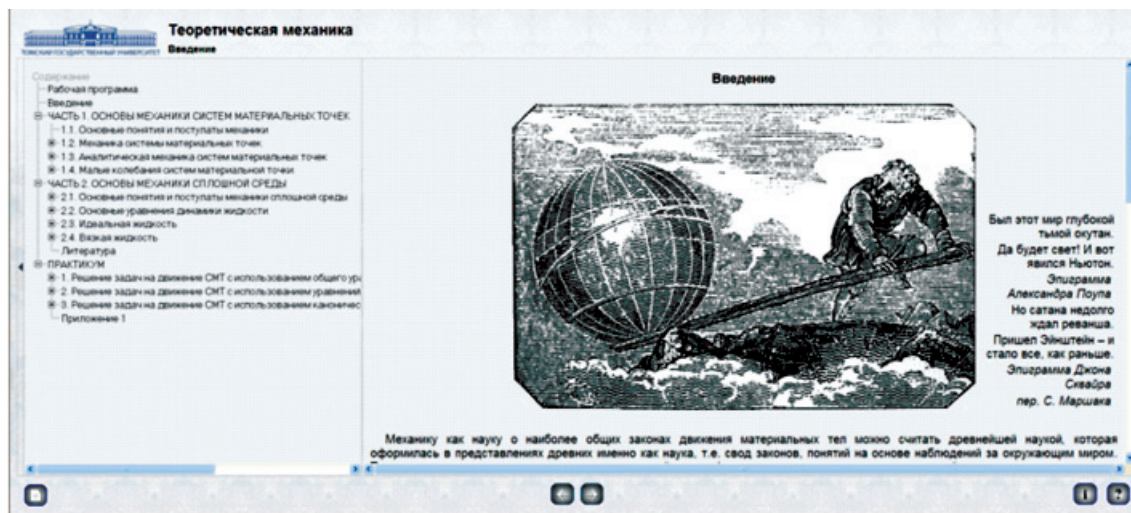 Теоретическая механика
Введение
ТОМСКИЙ ГОСУДАРСТВЕННЫЙ УНИВЕРСИТЕТ
Содержание
Рабочая программа
Введение
ЧАСТЬ 1. ОСНОВЫ МЕХАНИКИ СИСТЕМ МАТЕРИАЛЬНЫХ ТОЧЕК
1.1. Основные понятия и постулаты механики
1.2. Механика системы материальных точек
1.3. Аналитическая механика систем материальных точек
1.4. Малые колебания систем материальной точки
ЧАСТЬ 2. ОСНОВЫ МЕХАНИКИ СПЛОШНОЙ СРЕДЫ
2.1. Основные понятия и постулаты механики сплошной среды
2.2. Основные уравнения динамики жидкости
2.3. Идеальная жидкость
2.4. Вязкая жидкость
Литература
ПРАКТИКУМ
1. Решение задач на движение СМТ с использованием общего ура
2. Решение задач на движение СМТ с использованием уравнений
3. Решение задач на движение СМТ с использованием каноничес
Приложение 1
Введение
Был этот мир глубокой
тьмой окутан.
Да будет свет! И вот
явился Ньютон.
Эпиграмма
Александра Поупа
Но сатана недолго
ждал реванша.
Пришел Эйнштейн – и
стало все, как раньше.
Эпиграмма Джона
Сквайра
пер. С. Маршака
Механику как науку о наиболее общих законах движения материальных тел можно считать древнейшей наукой, которая
оформилась в представлениях древних именно как наука, т.е. свод законов, понятий на основе наблюдений за окружающим миром.